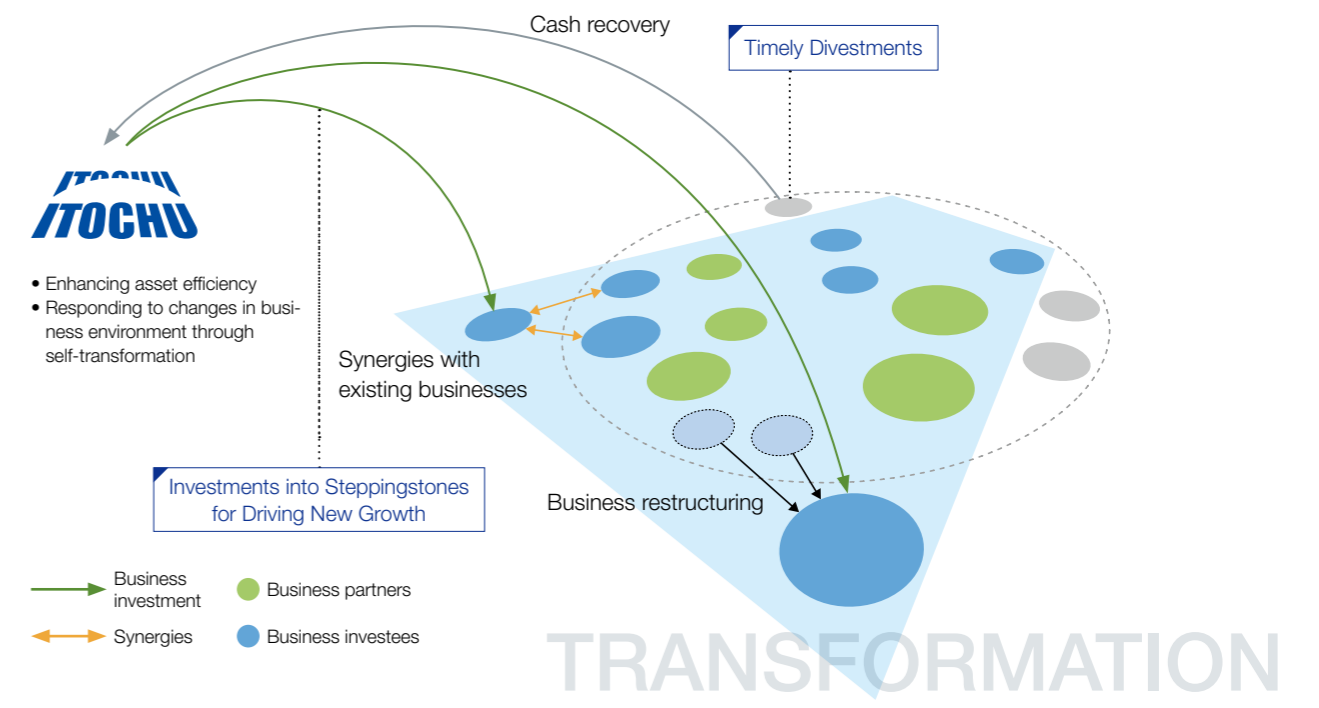 Cash recovery
Timely Divestments
ITOCHU
ITOCHU
• Enhancing asset efficiency
• Responding to changes in busi-
ness environment through
self-transformation
Synergies with
existing businesses
Investments into Steppingstones
for Driving New Growth
Business restructuring
Business
investment
Business partners
Synergies
Business investees
TRANSFORMATION